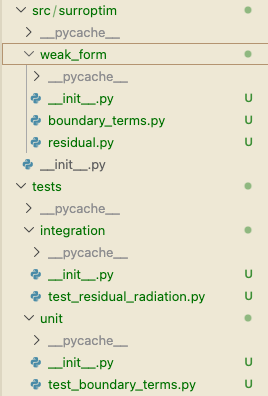 src/surroptim
__pycache__
weak_form
__pycache__
__init__.py U
boundary_terms.py U
residual.py U
__init__.py
tests
__pycache__
integration
__pycache__
__init__.py U
test_residual_radiation.py U
unit
__pycache__
__init__.py U
test_boundary_terms.py U